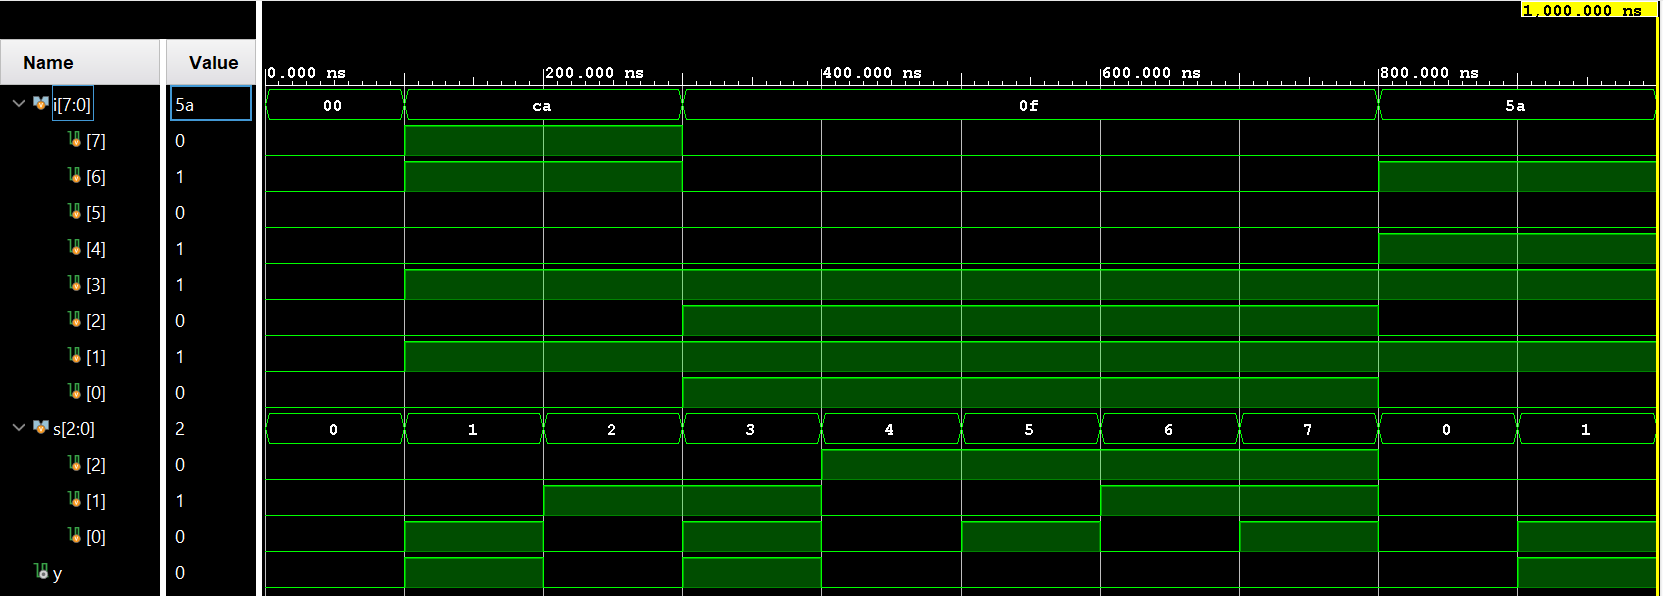 1,000.000 ns
Name Value
0.000 ns 200.000 ns 400.000 ns 600.000 ns 800.000 ns
i[7:0] 5a 00 ca 0f 5a
[7] 0
[6] 1
[5] 0
[4] 1
[3] 1
[2] 0
[1] 1
[0] 0
s[2:0] 2 0 1 2 3 4 5 6 7 0 1
[2] 0
[1] 1
[0] 0
y 0